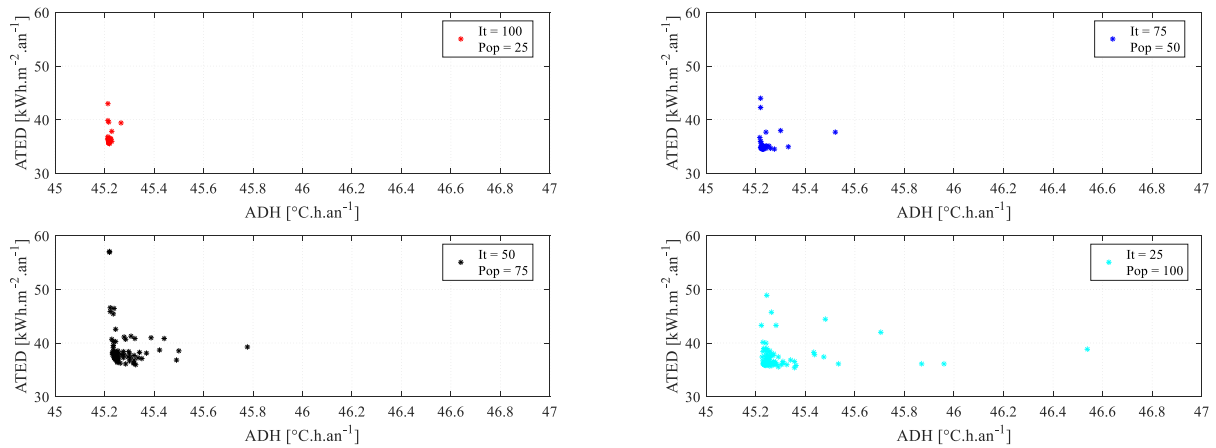 60
50
40
30
ATED [kWh.m⁻².an⁻¹]
45 45.2 45.4 45.6 45.8 46 46.2 46.4 46.6 46.8 47
ADH [°C.h.an⁻¹]
It = 100
Pop = 25
60
50
40
30
ATED [kWh.m⁻².an⁻¹]
45 45.2 45.4 45.6 45.8 46 46.2 46.4 46.6 46.8 47
ADH [°C.h.an⁻¹]
It = 75
Pop = 50
60
50
40
30
ATED [kWh.m⁻².an⁻¹]
45 45.2 45.4 45.6 45.8 46 46.2 46.4 46.6 46.8 47
ADH [°C.h.an⁻¹]
It = 50
Pop = 75
60
50
40
30
ATED [kWh.m⁻².an⁻¹]
45 45.2 45.4 45.6 45.8 46 46.2 46.4 46.6 46.8 47
ADH [°C.h.an⁻¹]
It = 25
Pop = 100